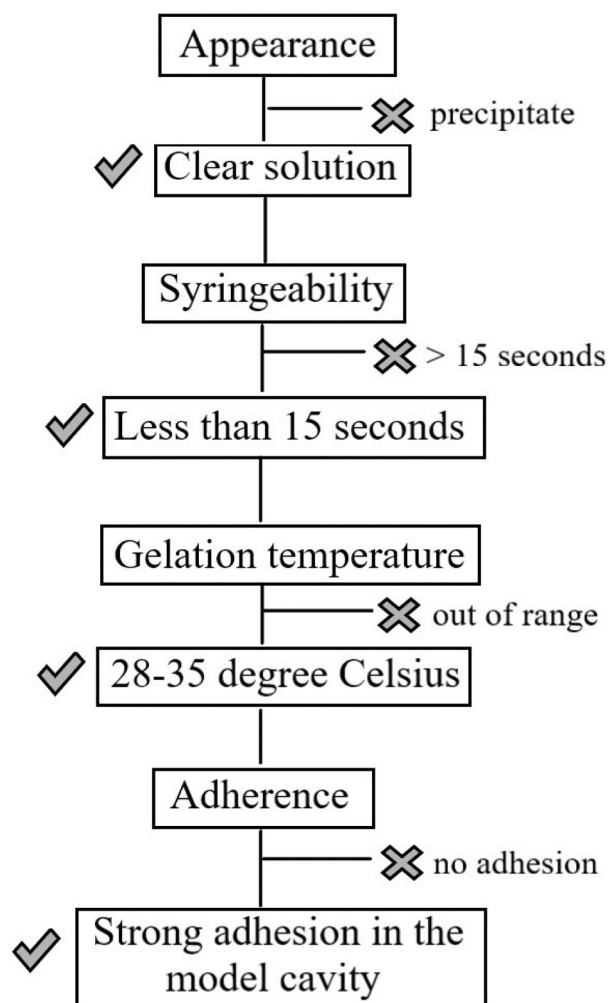 Appearance
precipitate
Clear solution
Syringeability
> 15 seconds
Less than 15 seconds
Gelation temperature
out of range
28-35 degree Celsius
Adherence
no adhesion
Strong adhesion in the
model cavity